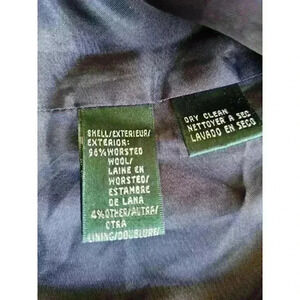 SHELL/EXTERIEUR/
EXTERIOR:
96% WORSTED
WOOL/
LAINE EN
WORSTED/
ESTAMBRE
DE LANA
4% OTHER/AUTRE/
OTRA
LINING/DOUBLURE/
DRY CLEAN
NETTOYER A SEC
LAVADO EN SECO